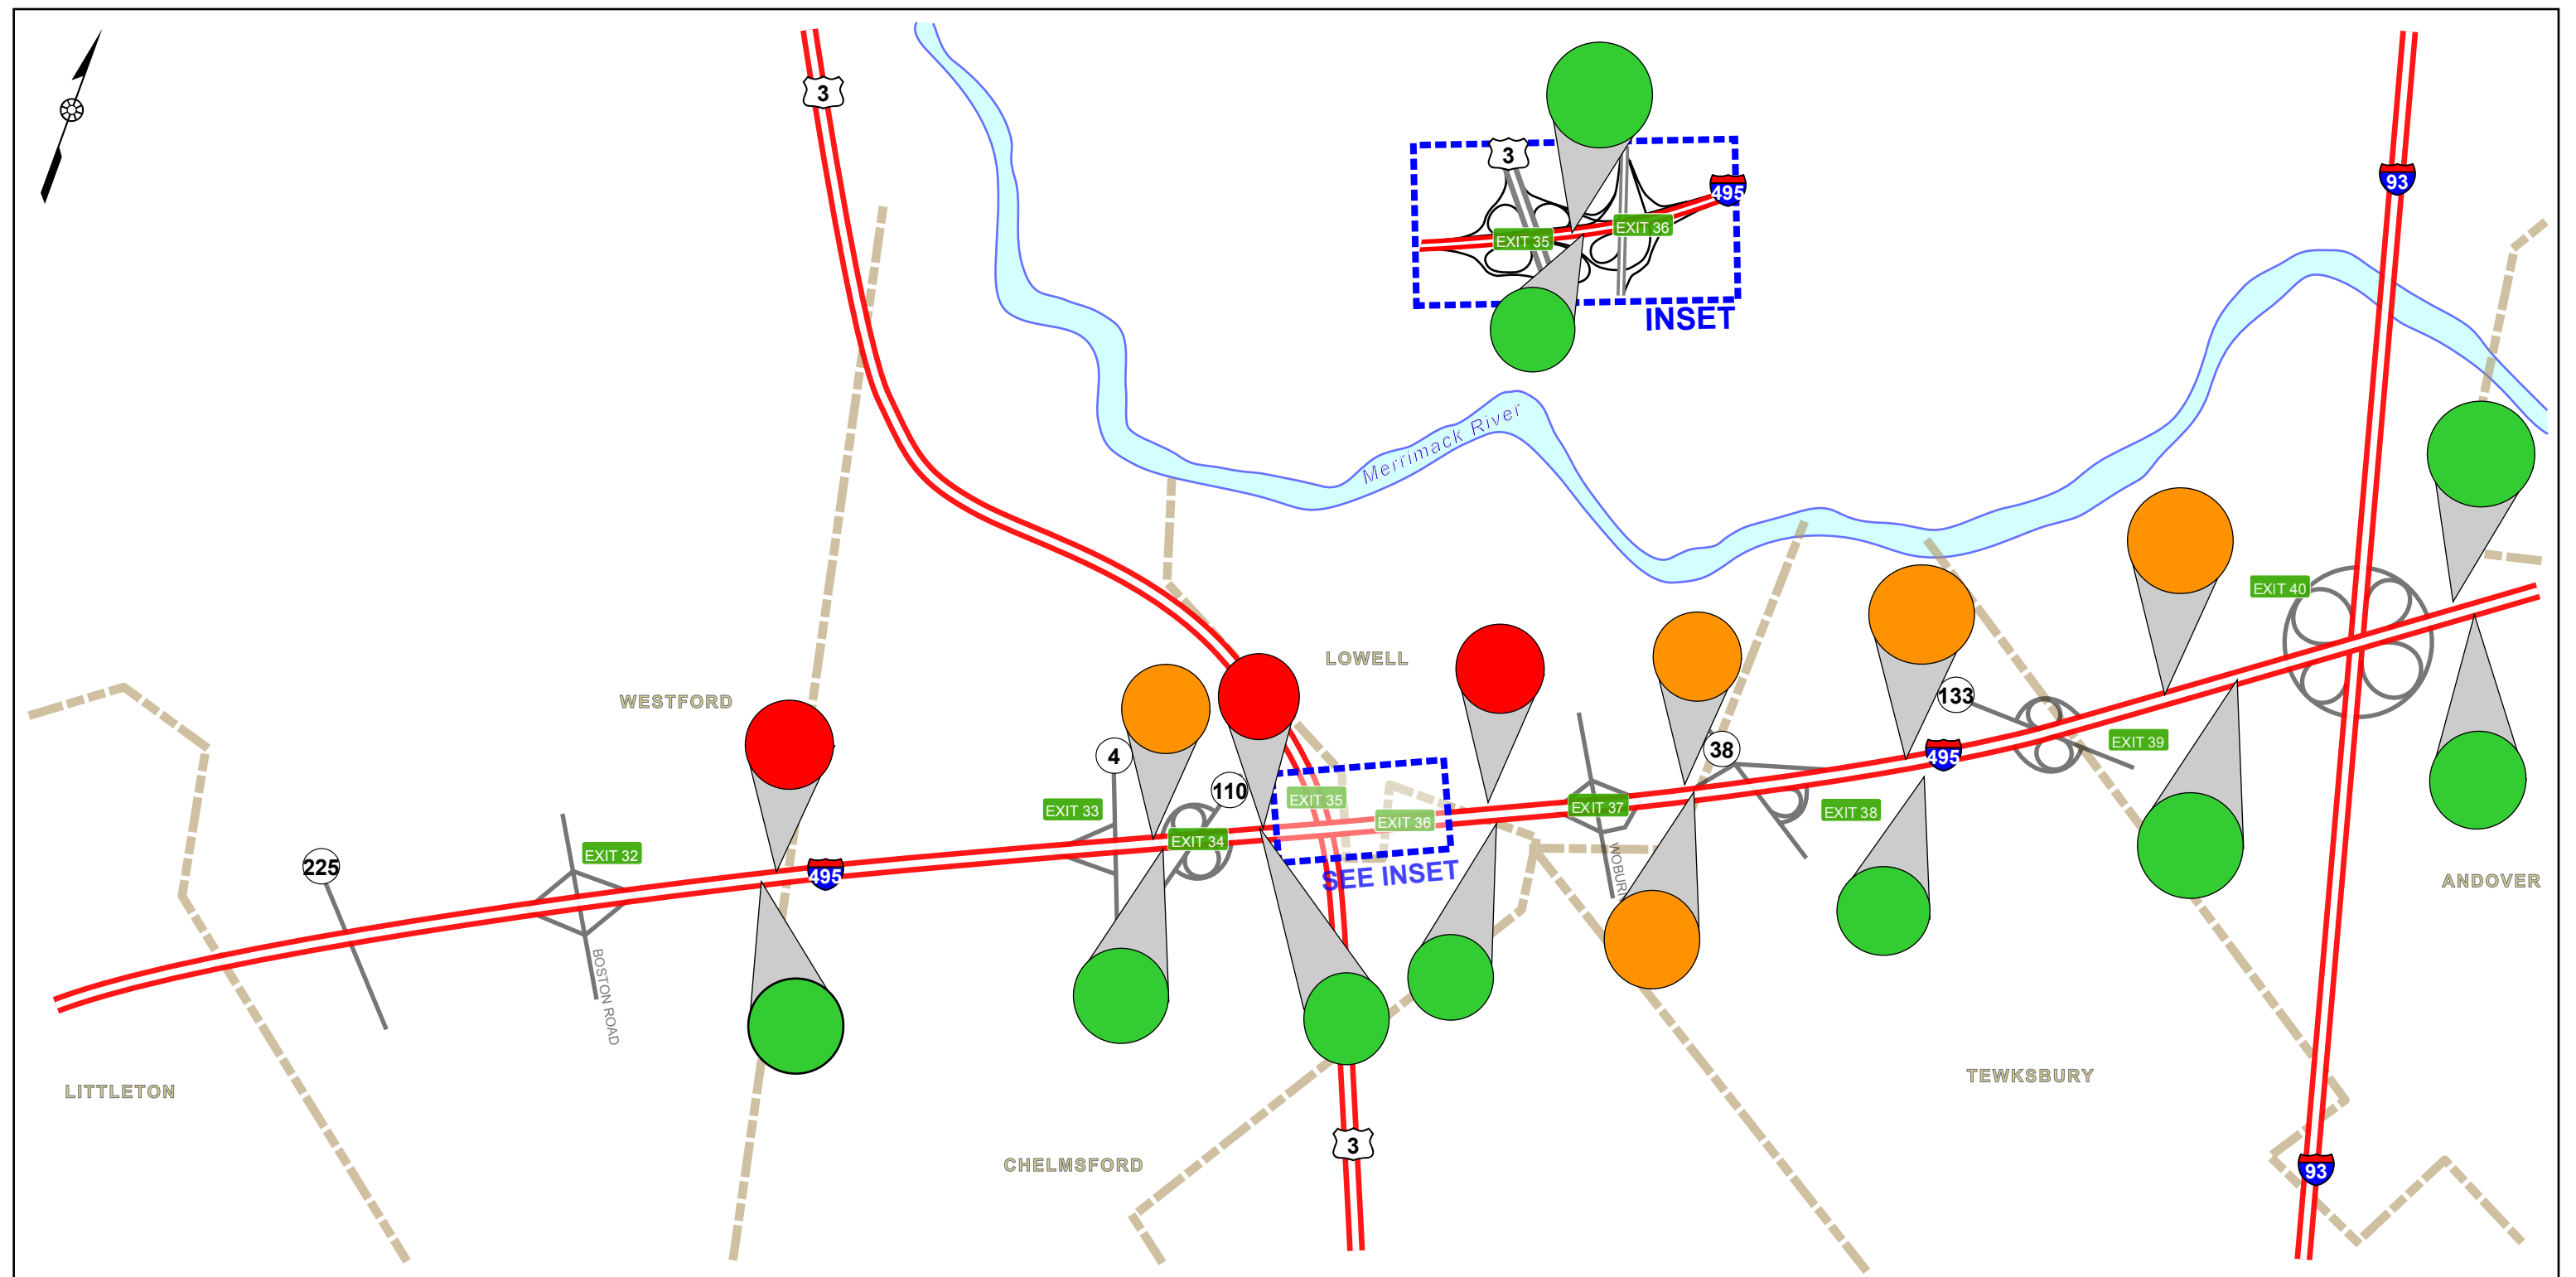 3
93
3
495
EXIT 36
EXIT 35
INSET
Merrimack River
EXIT 40
LOWELL
WESTFORD
133
EXIT 39
38
495
4
110
EXIT 35
EXIT 33
EXIT 37
EXIT 38
EXIT 36
EXIT 34
EXIT 32
225
495
SEE INSET
WOBURN
ANDOVER
BOSTON ROAD
LITTLETON
TEWKSBURY
CHELMSFORD
3
93